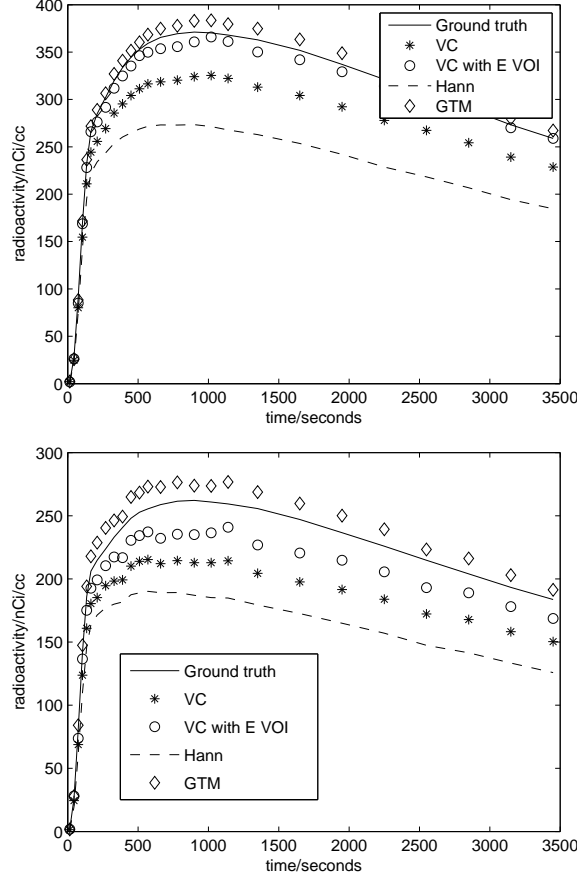 400
350
300
250
200
150
100
50
0
radioactivity/nCi/cc
Ground truth
VC
VC with E VOI
Hann
GTM
0 500 1000 1500 2000 2500 3000 3500
time/seconds
300
250
200
150
100
50
0
radioactivity/nCi/cc
Ground truth
VC
VC with E VOI
Hann
GTM
0 500 1000 1500 2000 2500 3000 3500
time/seconds